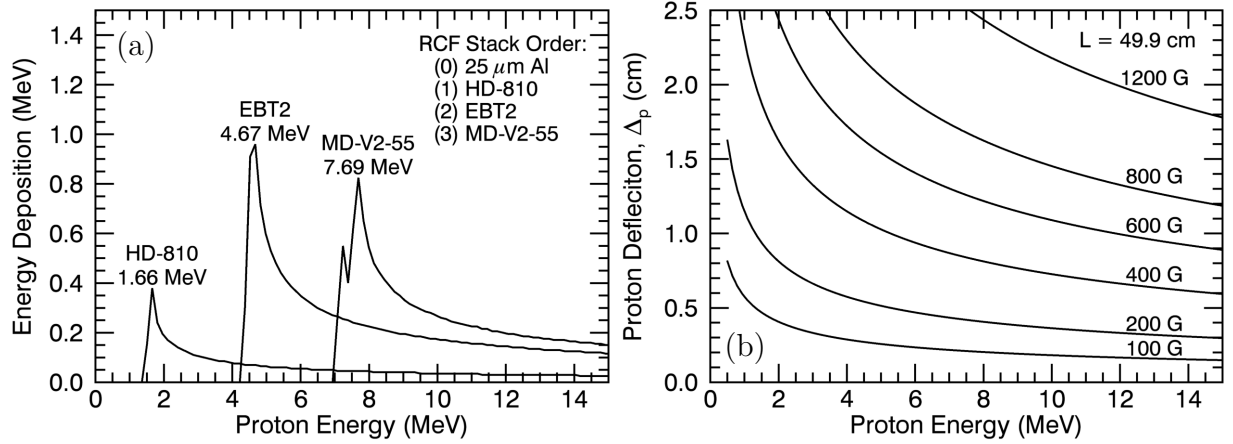 (a)
RCF Stack Order:
(0) 25 μm Al
(1) HD-810
(2) EBT2
(3) MD-V2-55
EBT2
4.67 MeV
MD-V2-55
7.69 MeV
HD-810
1.66 MeV
Energy Deposition (MeV)
1.4
1.2
1.0
0.8
0.6
0.4
0.2
0.0
0 2 4 6 8 10 12 14
Proton Energy (MeV)
Proton Defleciton, Δp (cm)
2.5
2.0
1.5
1.0
0.5
0.0
L = 49.9 cm
1200 G
800 G
600 G
400 G
200 G
100 G
(b)
0 2 4 6 8 10 12 14
Proton Energy (MeV)